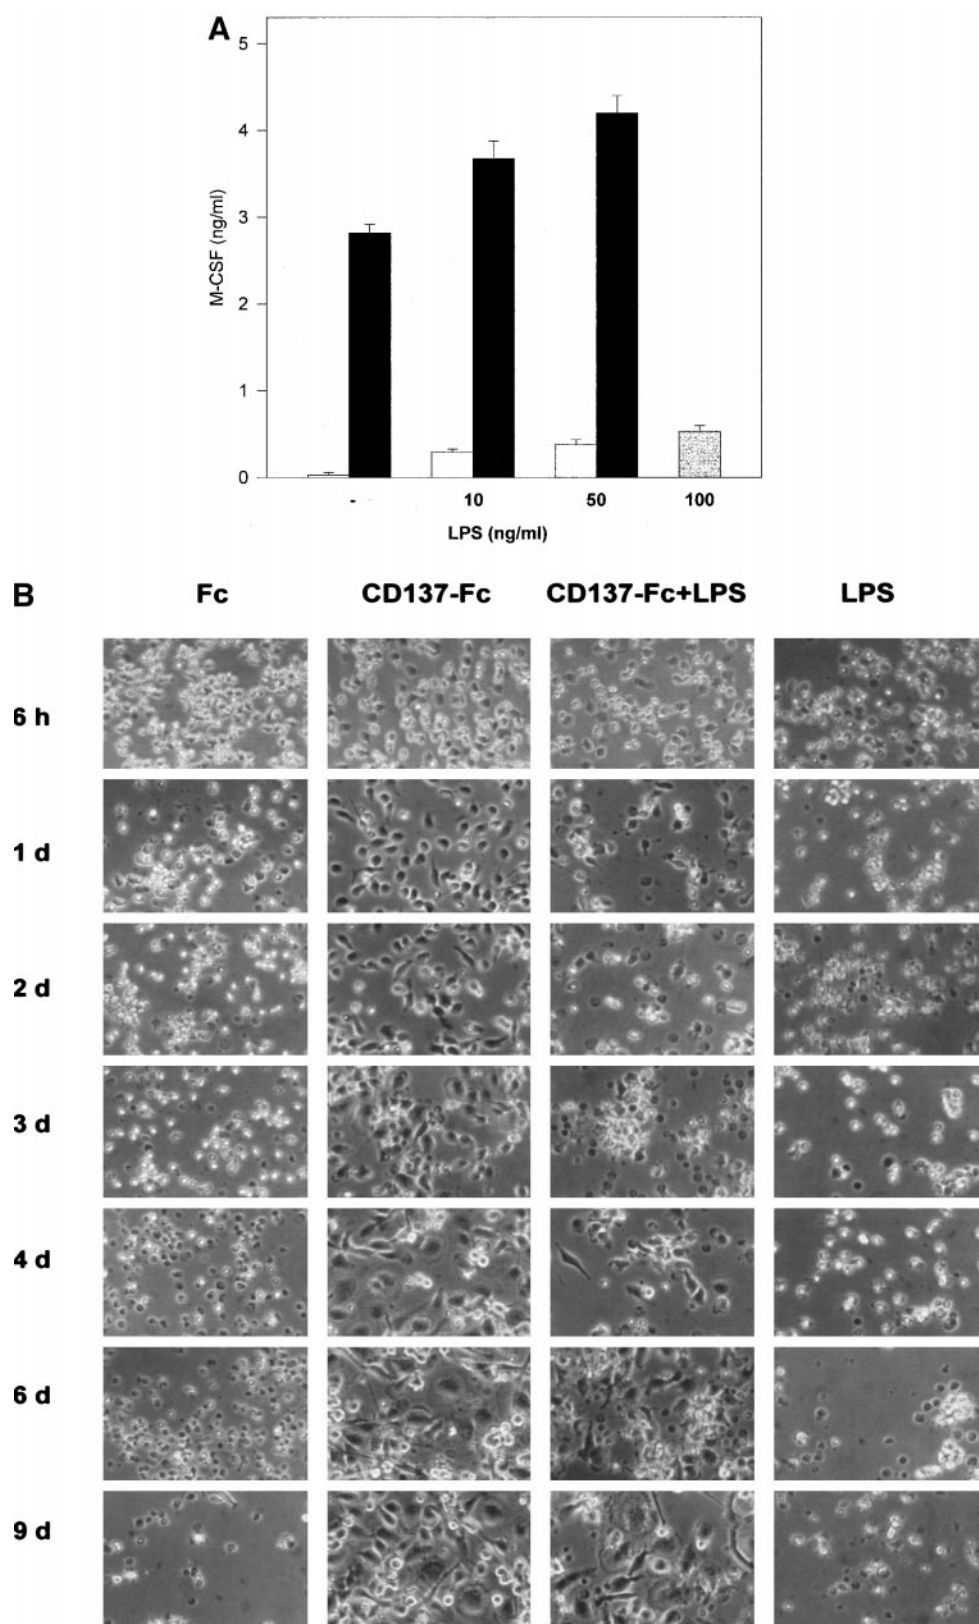 A
5
4
3
2
1
0
M-CSF (ng/ml)
- 10 50 100
LPS (ng/ml)
B
Fc CD137-Fc CD137-Fc+LPS LPS
6 h
1 d
2 d
3 d
4 d
6 d
9 d